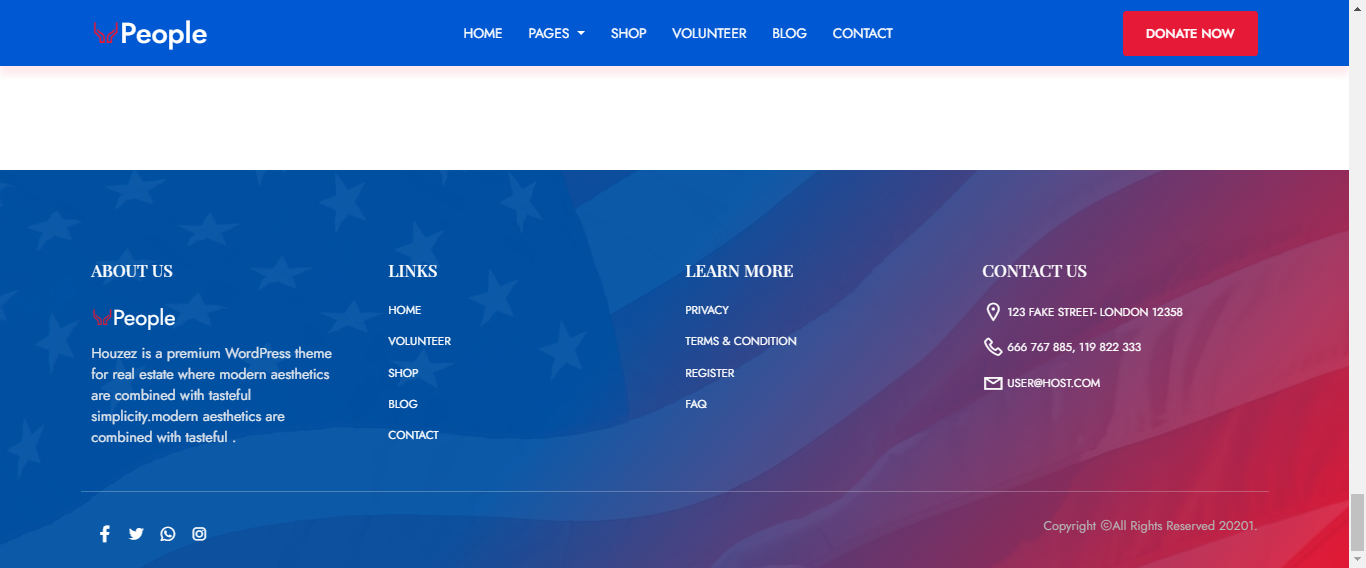 People
HOME
PAGES
SHOP
VOLUNTEER
BLOG
CONTACT
DONATE NOW
ABOUT US
People
Houzez is a premium WordPress theme
for real estate where modern aesthetics
are combined with tasteful
simplicity.modern aesthetics are
combined with tasteful .
LINKS
HOME
VOLUNTEER
SHOP
BLOG
CONTACT
LEARN MORE
PRIVACY
TERMS & CONDITION
REGISTER
FAQ
CONTACT US
123 FAKE STREET- LONDON 12358
666 767 885, 119 822 333
USER@HOST.COM
Copyright ©All Rights Reserved 20201.